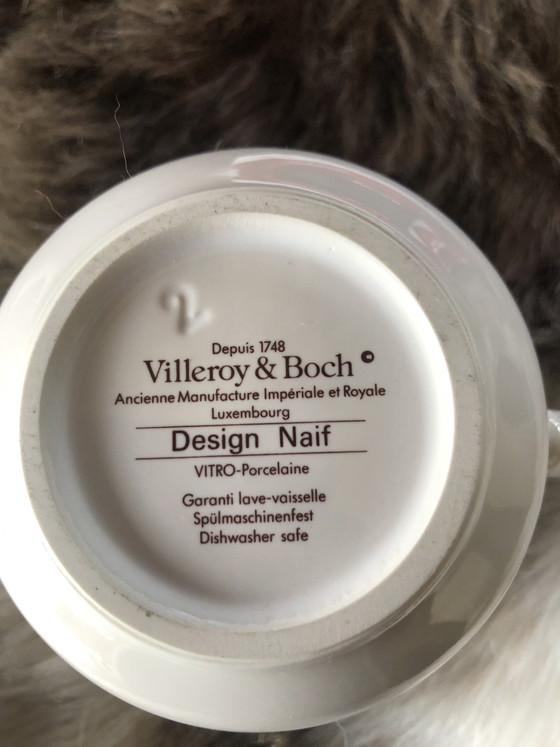 2
Depuis 1748
Villeroy & Boch ©
Ancienne Manufacture Impériale et Royale
Luxembourg
Design Naif
VITRO-Porcelaine
Garanti lave-vaisselle
Spülmaschinenfest
Dishwasher safe